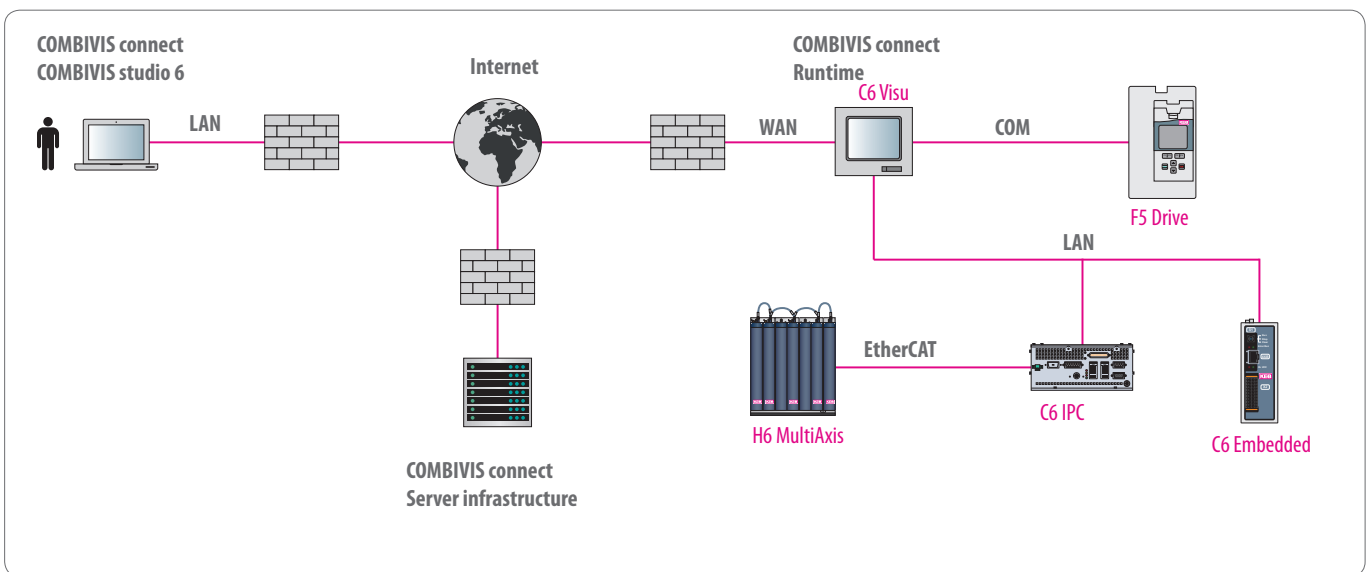 COMBIVIS connect
COMBIVIS studio 6
Internet
COMBIVIS connect
Runtime
C6 Visu
LAN
WAN
COM
F5 Drive
LAN
EtherCAT
H6 MultiAxis
C6 IPC
C6 Embedded
COMBIVIS connect
Server infrastructure